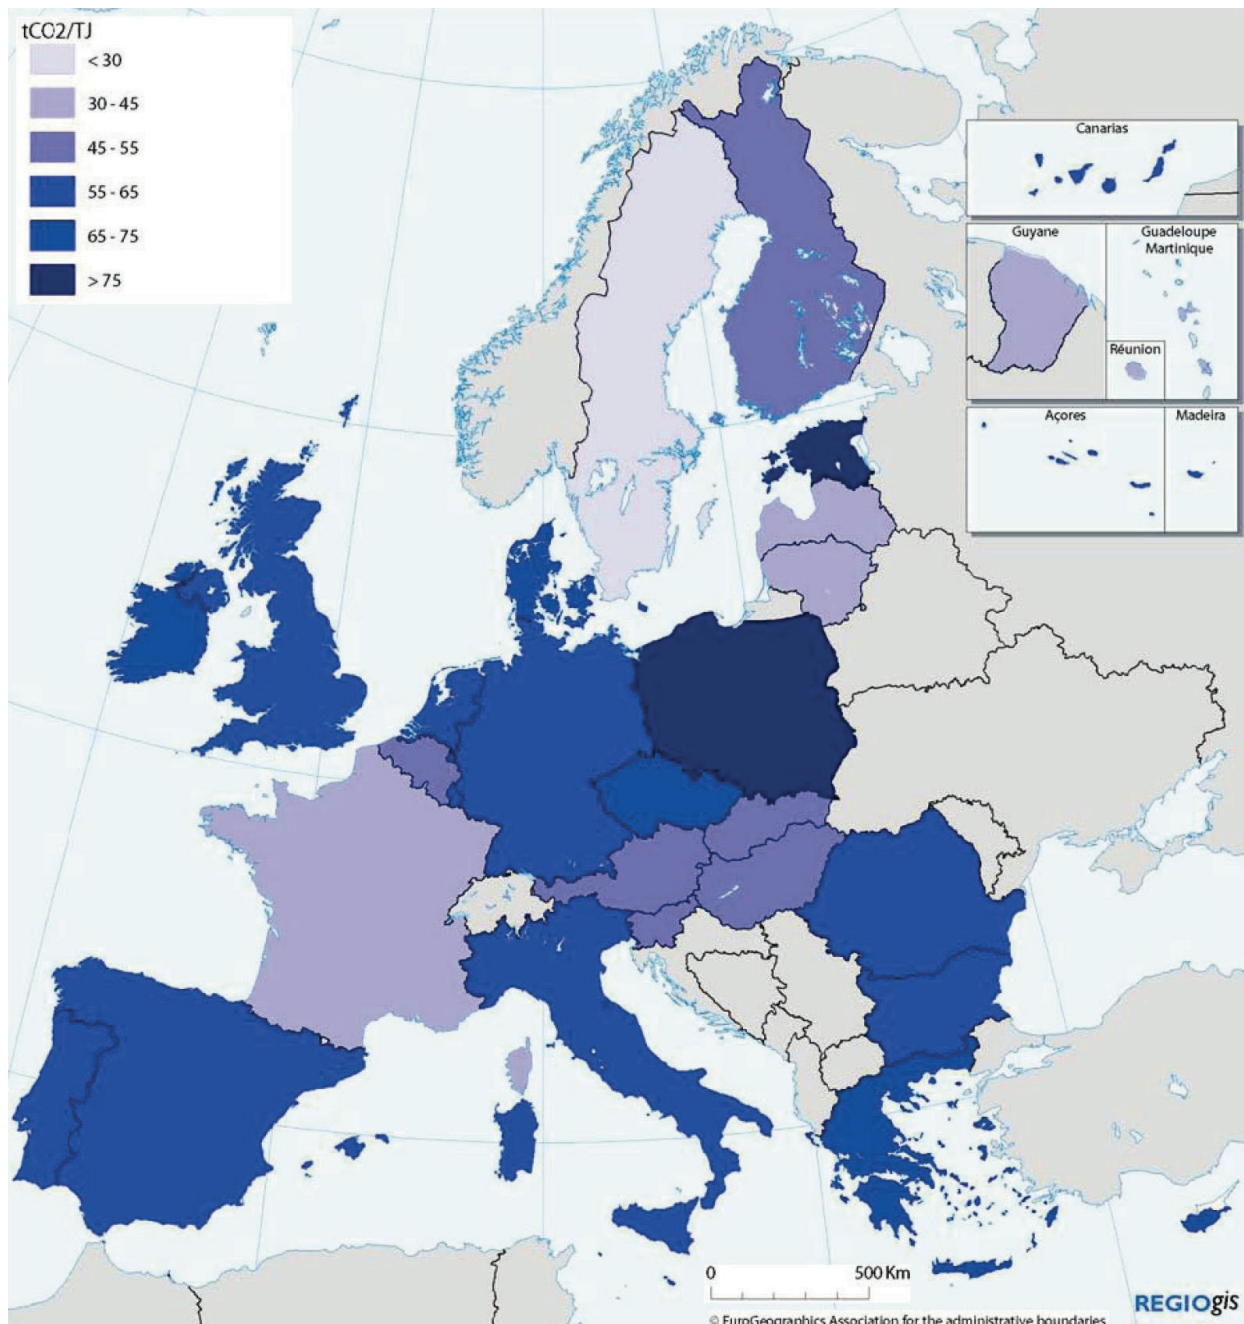 tCO2/TJ
< 30
30 - 45
45 - 55
55 - 65
65 - 75
> 75
Canarias
Guyane
Guadeloupe
Martinique
Réunion
Açores
Madeira
0 500 Km
REGIOgis
© EuroGeographics Association for the administrative boundaries